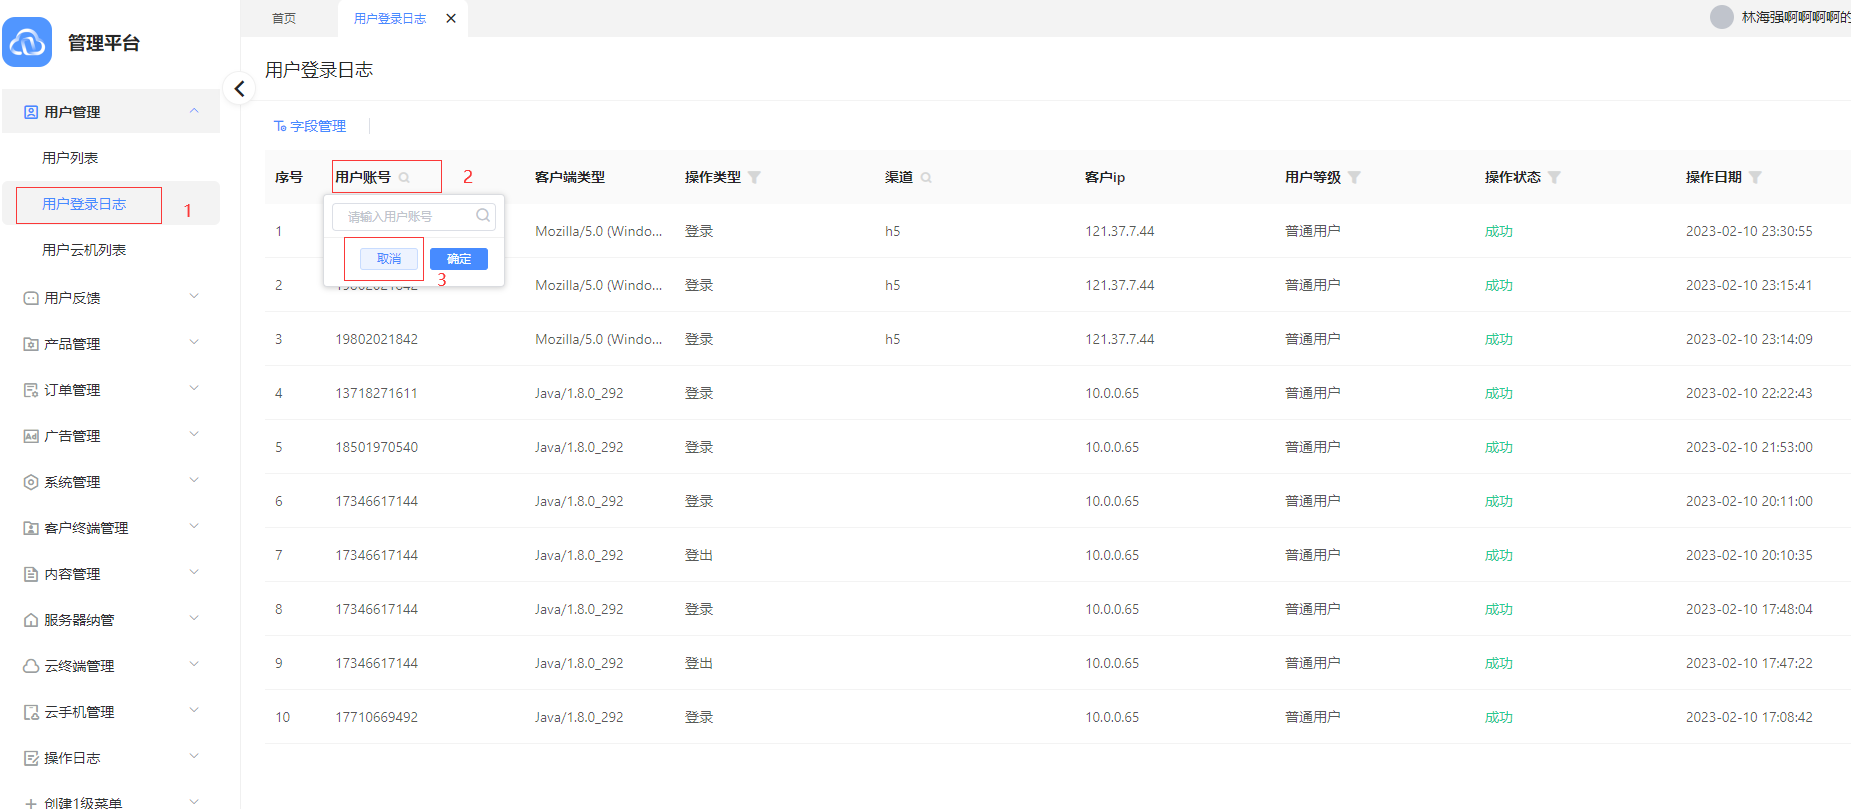 首页
用户登录日志
林海强啊啊啊啊的
管理平台
用户登录日志
用户管理
用户列表
用户登录日志
1
用户云机列表
用户反馈
产品管理
订单管理
广告管理
系统管理
客户终端管理
内容管理
服务器纳管
云终端管理
云手机管理
操作日志
创建1级菜单
字段管理
序号 用户账号 2 客户端类型 操作类型 渠道 客户ip 用户等级 操作状态 操作日期
请输入用户账号
取消 确定
3
1 Mozilla/5.0 (Windo... 登录 h5 121.37.7.44 普通用户 成功 2023-02-10 23:30:55
2 19802021842 Mozilla/5.0 (Windo... 登录 h5 121.37.7.44 普通用户 成功 2023-02-10 23:15:41
3 19802021842 Mozilla/5.0 (Windo... 登录 h5 121.37.7.44 普通用户 成功 2023-02-10 23:14:09
4 13718271611 Java/1.8.0_292 登录 10.0.0.65 普通用户 成功 2023-02-10 22:22:43
5 18501970540 Java/1.8.0_292 登录 10.0.0.65 普通用户 成功 2023-02-10 21:53:00
6 17346617144 Java/1.8.0_292 登录 10.0.0.65 普通用户 成功 2023-02-10 20:11:00
7 17346617144 Java/1.8.0_292 登出 10.0.0.65 普通用户 成功 2023-02-10 20:10:35
8 17346617144 Java/1.8.0_292 登录 10.0.0.65 普通用户 成功 2023-02-10 17:48:04
9 17346617144 Java/1.8.0_292 登出 10.0.0.65 普通用户 成功 2023-02-10 17:47:22
10 17710669492 Java/1.8.0_292 登录 10.0.0.65 普通用户 成功 2023-02-10 17:08:42